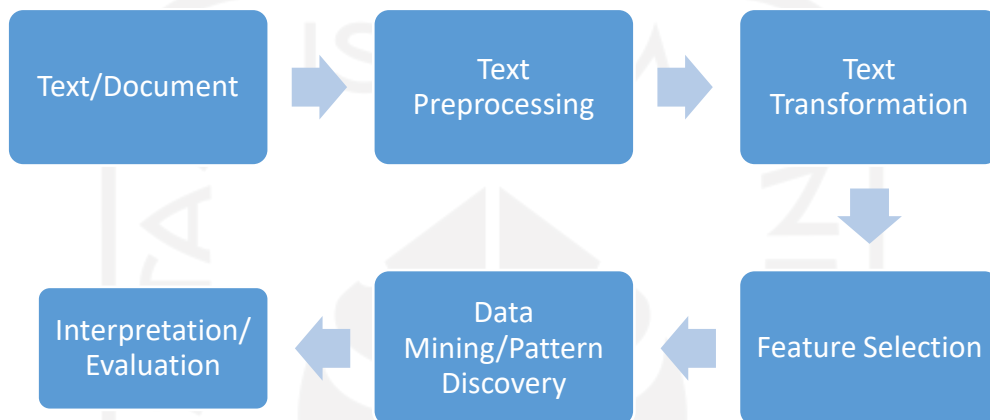 Text/Document
Text
Preprocessing
Text
Transformation
Feature Selection
Data
Mining/Pattern
Discovery
Interpretation/
Evaluation